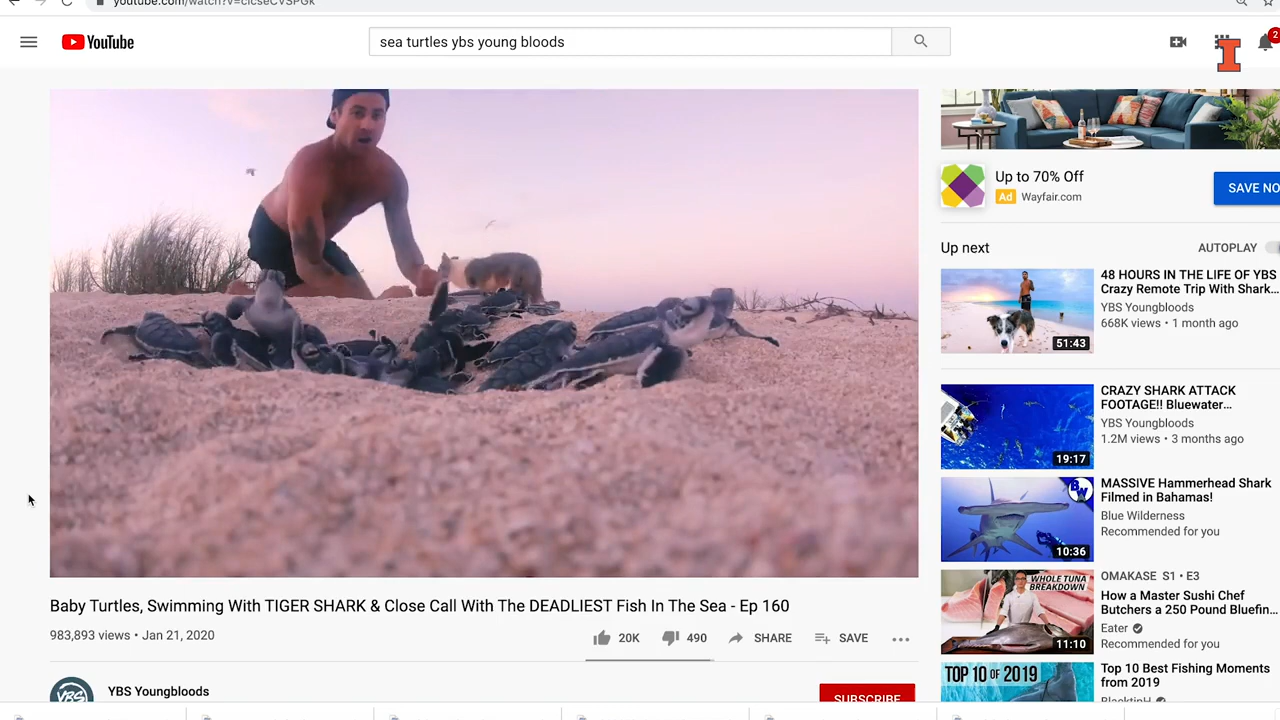 YouTube
sea turtles ybs young bloods
2
Up to 70% Off
Ad Wayfair.com
SAVE NO
Up next
AUTOPLAY
48 HOURS IN THE LIFE OF YBS
Crazy Remote Trip With Shark...
YBS Youngbloods
668K views • 1 month ago
51:43
CRAZY SHARK ATTACK
FOOTAGE!! Bluewater...
YBS Youngbloods
1.2M views • 3 months ago
19:17
MASSIVE Hammerhead Shark
Filmed in Bahamas!
Blue Wilderness
Recommended for you
BW
10:36
OMAKASE S1 • E3
How a Master Sushi Chef
Butchers a 250 Pound Bluefin...
Eater
Recommended for you
WHOLE TUNA
BREAKDOWN
11:10
Top 10 Best Fishing Moments
from 2019
TOP 10 OF 2019
Baby Turtles, Swimming With TIGER SHARK & Close Call With The DEADLIEST Fish In The Sea - Ep 160
983,893 views • Jan 21, 2020
20K 490 SHARE SAVE
YBS
YBS Youngbloods
SUBSCRIBE